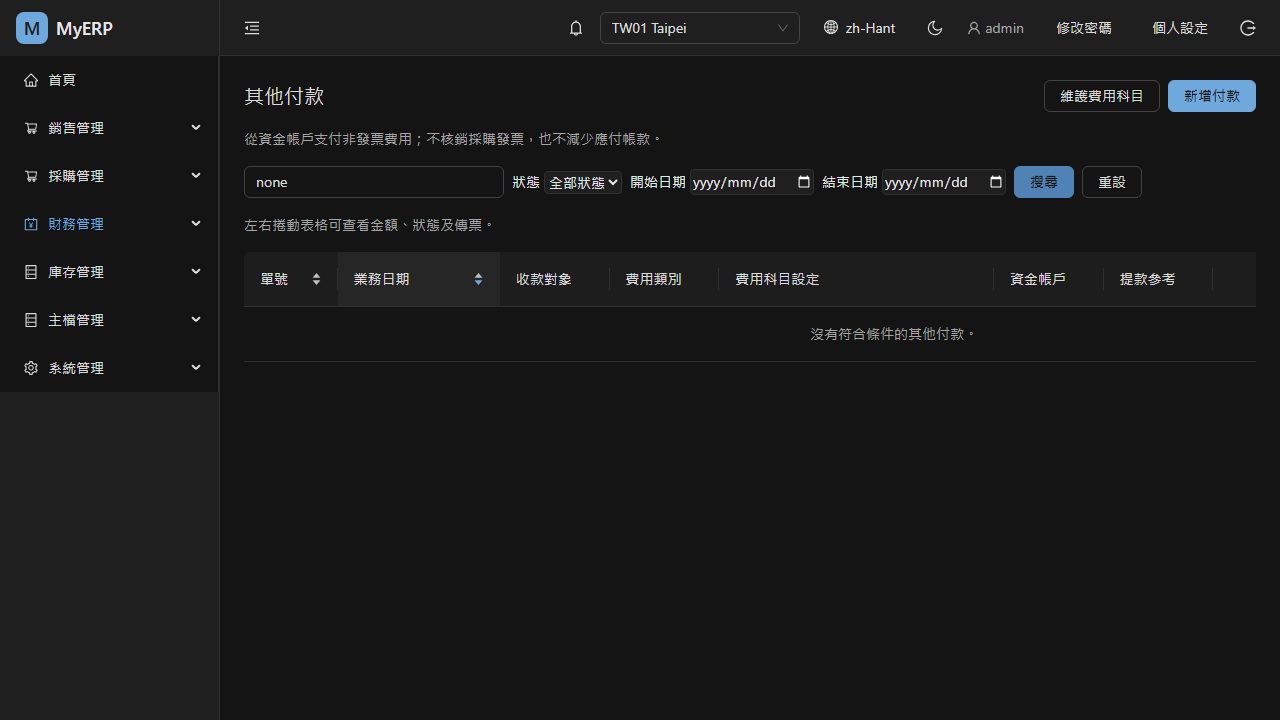 M MyERP
TW01 Taipei
zh-Hant
admin
修改密碼
個人設定
首頁
銷售管理
採購管理
財務管理
庫存管理
主檔管理
系統管理
其他付款
維護費用科目
新增付款
從資金帳戶支付非發票費用；不核銷採購發票，也不減少應付帳款。
none
狀態 全部狀態 開始日期 yyyy/mm/dd 結束日期 yyyy/mm/dd 搜尋 重設
左右捲動表格可查看金額、狀態及傳票。
單號 業務日期 收款對象 費用類別 費用科目設定 資金帳戶 提款參考
沒有符合條件的其他付款。